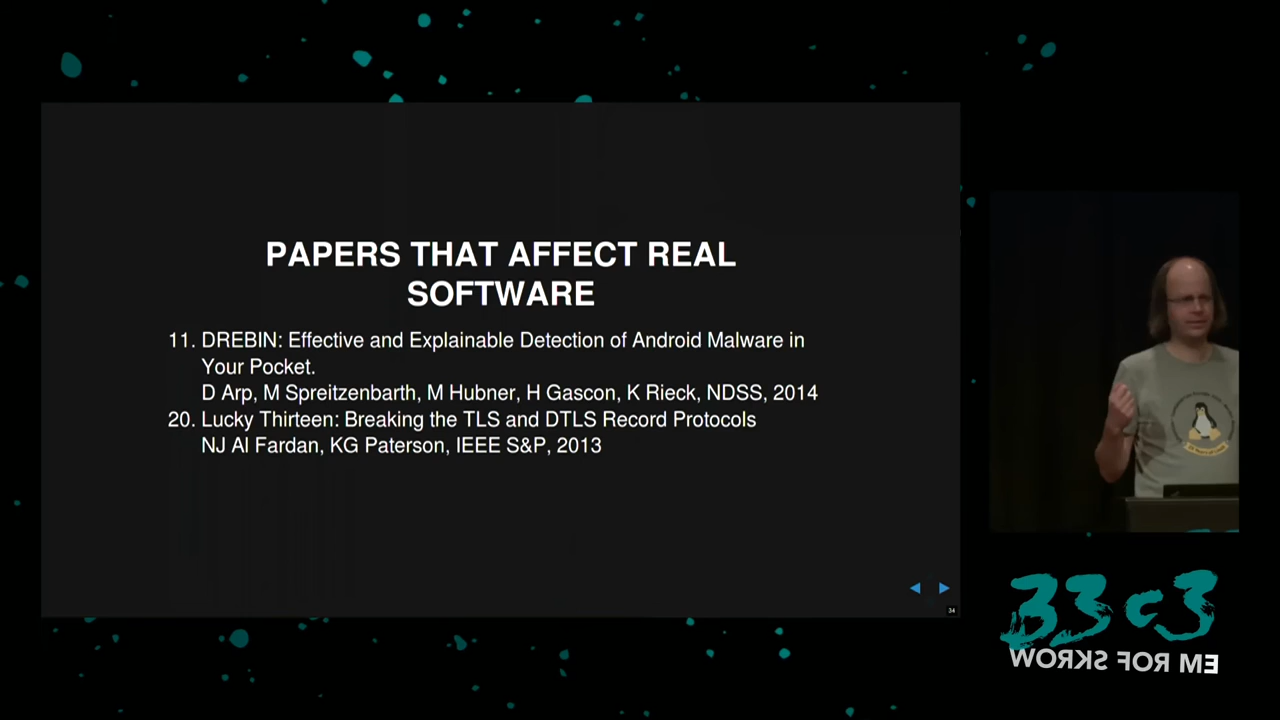 PAPERS THAT AFFECT REAL
SOFTWARE
11. DREBIN: Effective and Explainable Detection of Android Malware in
Your Pocket.
D Arp, M Spreitzenbarth, M Hubner, H Gascon, K Rieck, NDSS, 2014
20. Lucky Thirteen: Breaking the TLS and DTLS Record Protocols
NJ Al Fardan, KG Paterson, IEEE S&P, 2013
34
33c3
WORKS FOR ME